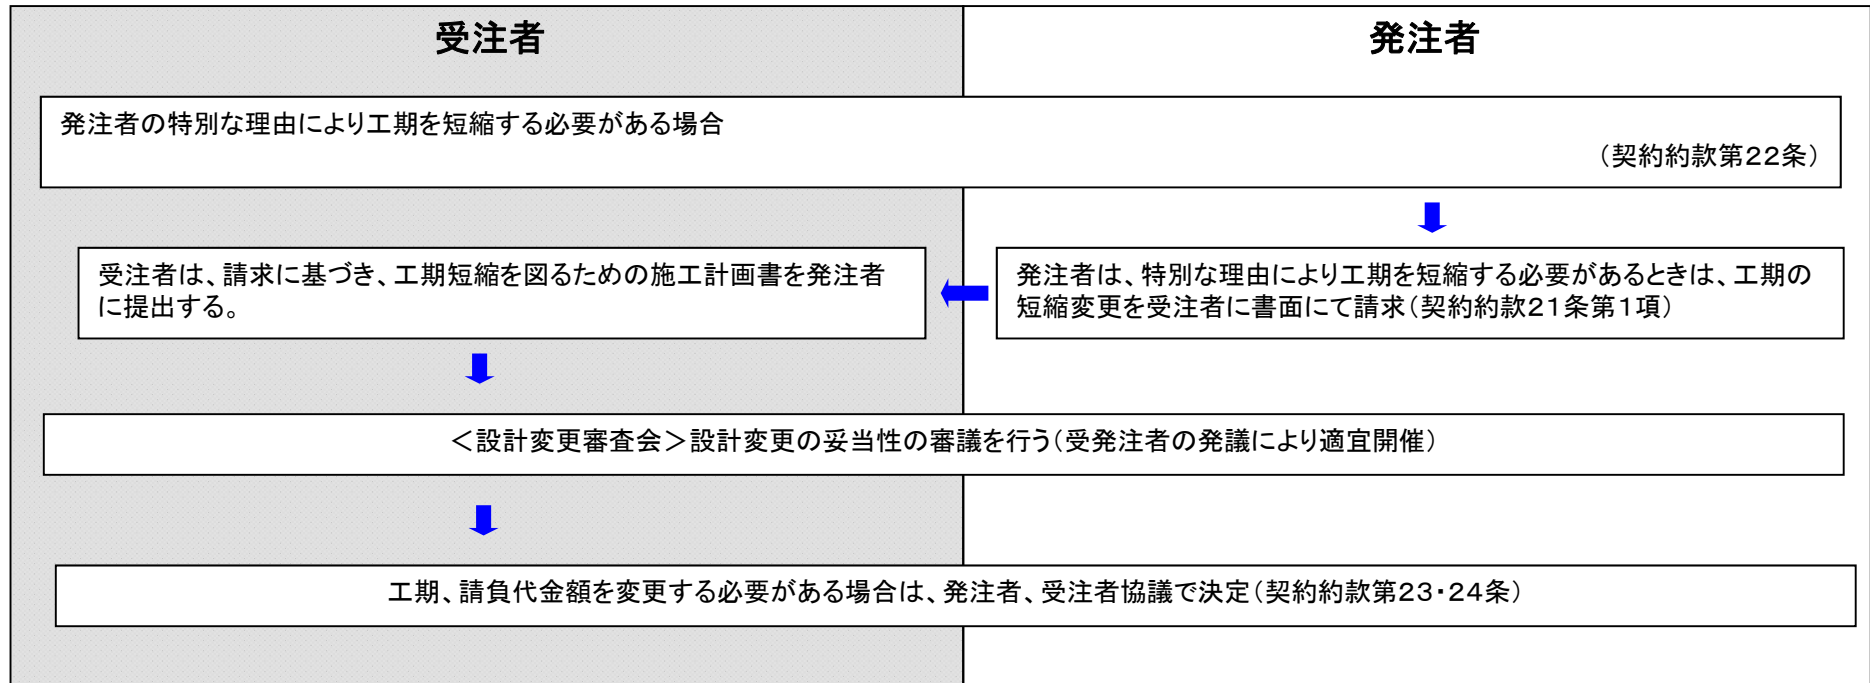 受注者
発注者
発注者の特別な理由により工期を短縮する必要がある場合
（契約約款第２２条）
受注者は、請求に基づき、工期短縮を図るための施工計画書を発注者
に提出する。
発注者は、特別な理由により工期を短縮する必要があるときは、工期の
短縮変更を受注者に書面にて請求（契約約款２１条第１項）
＜設計変更審査会＞設計変更の妥当性の審議を行う（受発注者の発議により適宜開催）
工期、請負代金額を変更する必要がある場合は、発注者、受注者協議で決定（契約約款第２３・２４条）